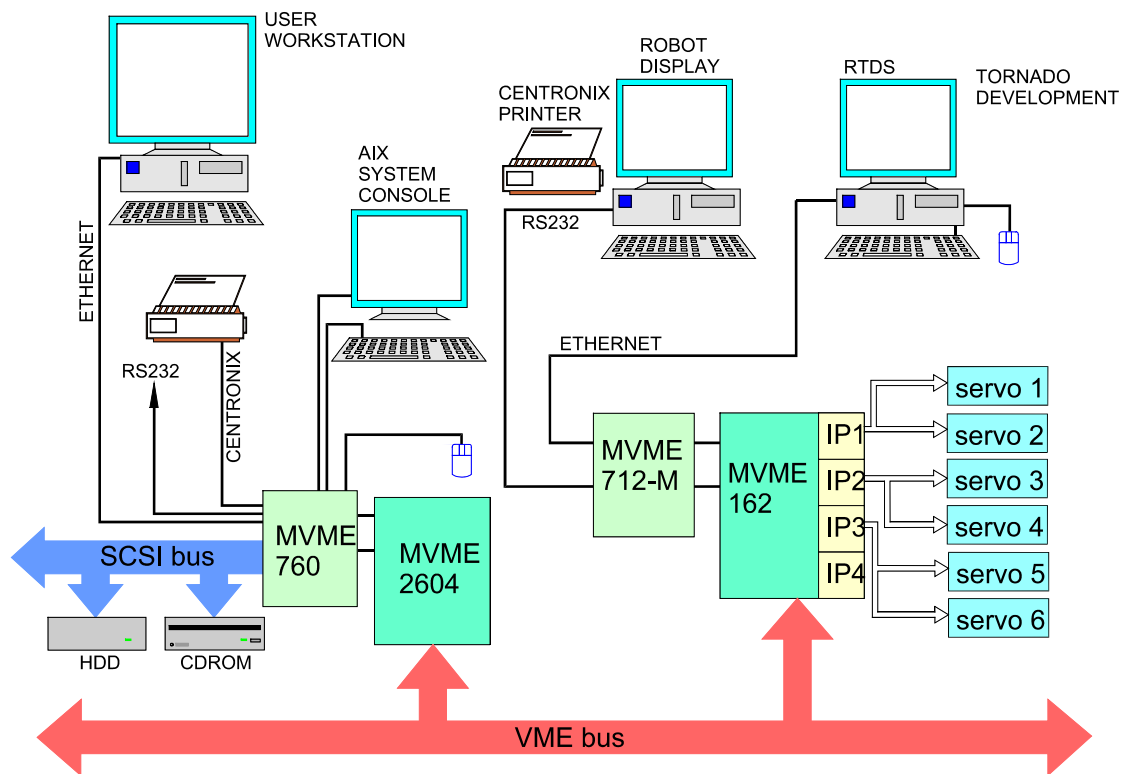 USER
WORKSTATION
ROBOT
DISPLAY
RTDS
TORNADO
DEVELOPMENT
CENTRONIX
PRINTER
AIX
SYSTEM
CONSOLE
RS232
ETHERNET
ETHERNET
RS232
CENTRONIX
servo 1
servo 2
servo 3
servo 4
servo 5
servo 6
IP1
IP2
IP3
IP4
MVME
712-M
MVME
162
MVME
760
MVME
2604
SCSI bus
HDD
CDROM
VME bus